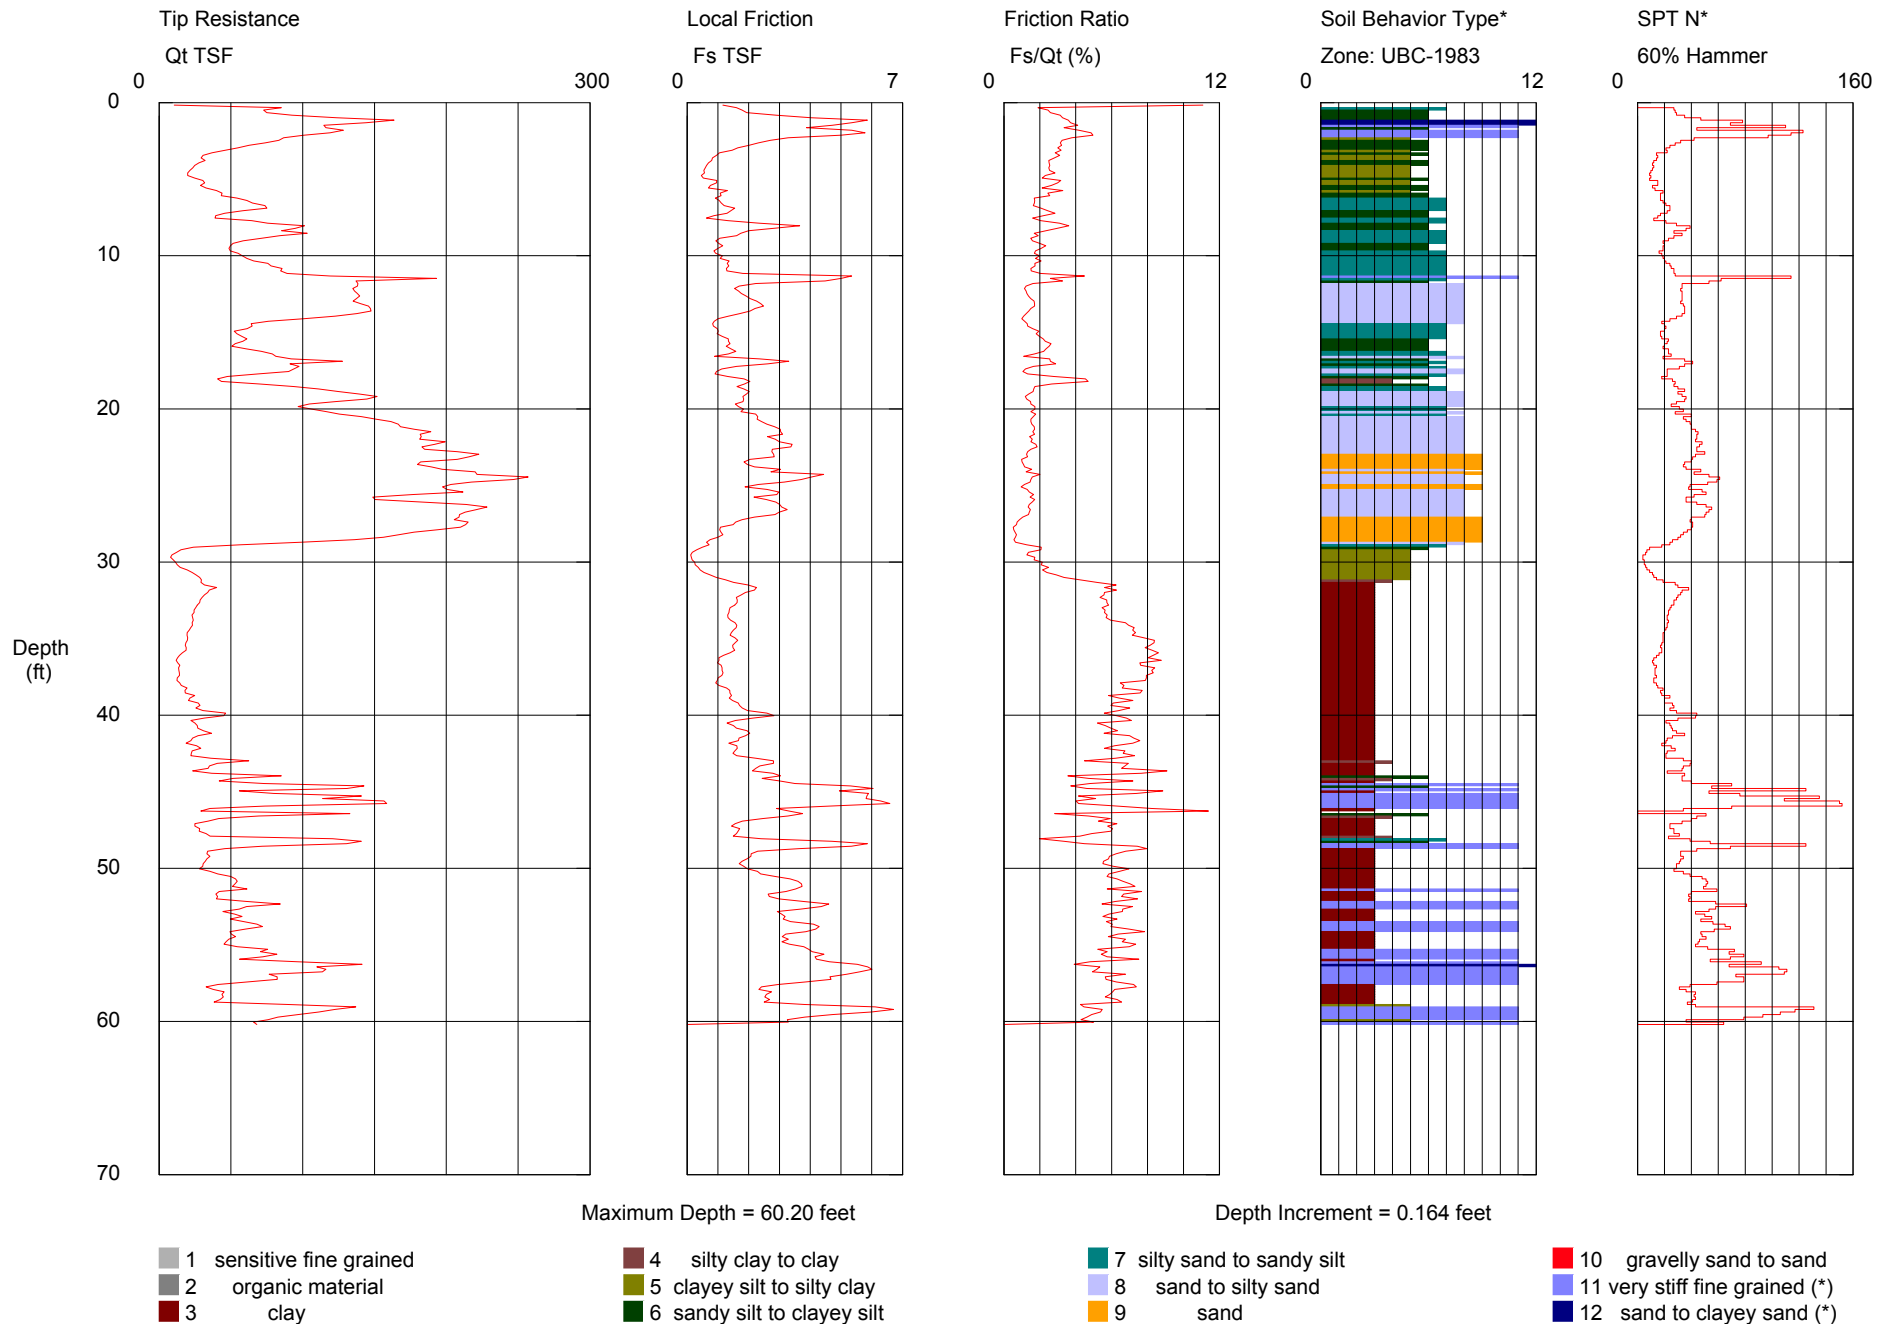 Tip Resistance Local Friction Friction Ratio Soil Behavior Type* SPT N*
Qt TSF Fs TSF Fs/Qt (%) Zone: UBC-1983 60% Hammer
0 300 0 7 0 12 0 12 0 160
0
10
20
30
Depth
(ft)
40
50
60
70
Maximum Depth = 60.20 feet Depth Increment = 0.164 feet
1 sensitive fine grained 4 silty clay to clay 7 silty sand to sandy silt 10 gravelly sand to sand
2 organic material 5 clayey silt to silty clay 8 sand to silty sand 11 very stiff fine grained (*)
3 clay 6 sandy silt to clayey silt 9 sand 12 sand to clayey sand (*)